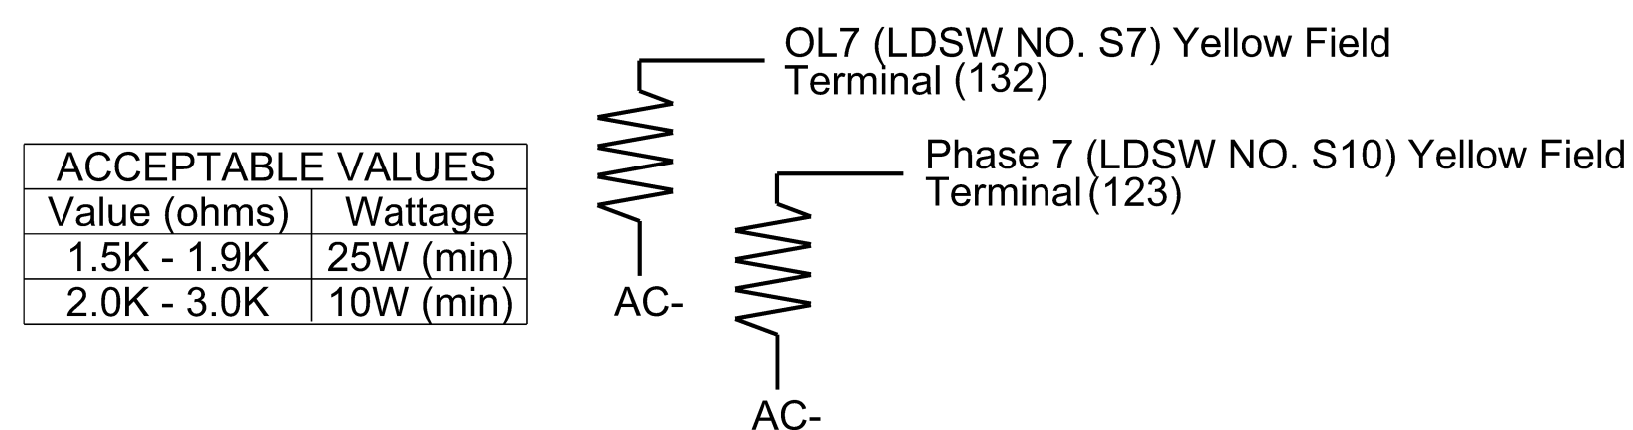 OL7 (LDSW NO. S7) Yellow Field
Terminal (132)
AC-
Phase 7 (LDSW NO. S10) Yellow Field
Terminal (123)
AC-
ACCEPTABLE VALUES
Value (ohms) Wattage
1.5K - 1.9K 25W (min)
2.0K - 3.0K 10W (min)